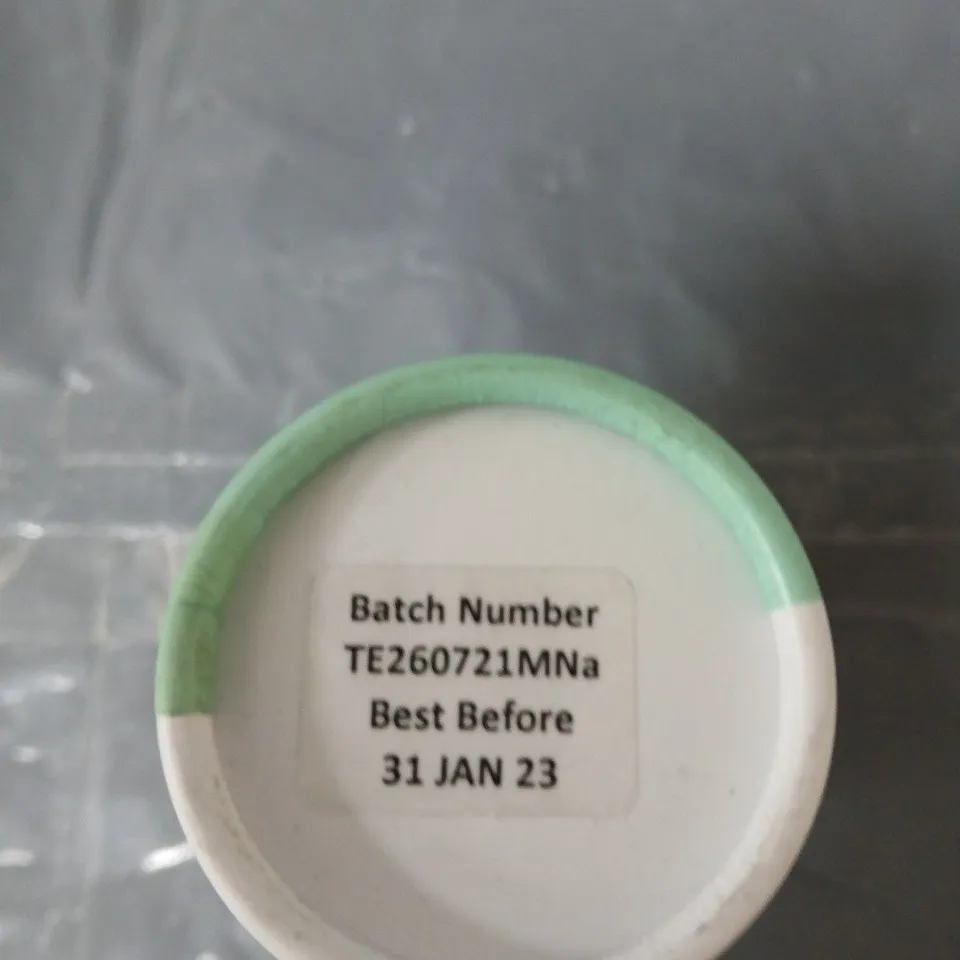 Batch Number
TE260721MNa
Best Before
31 JAN 23